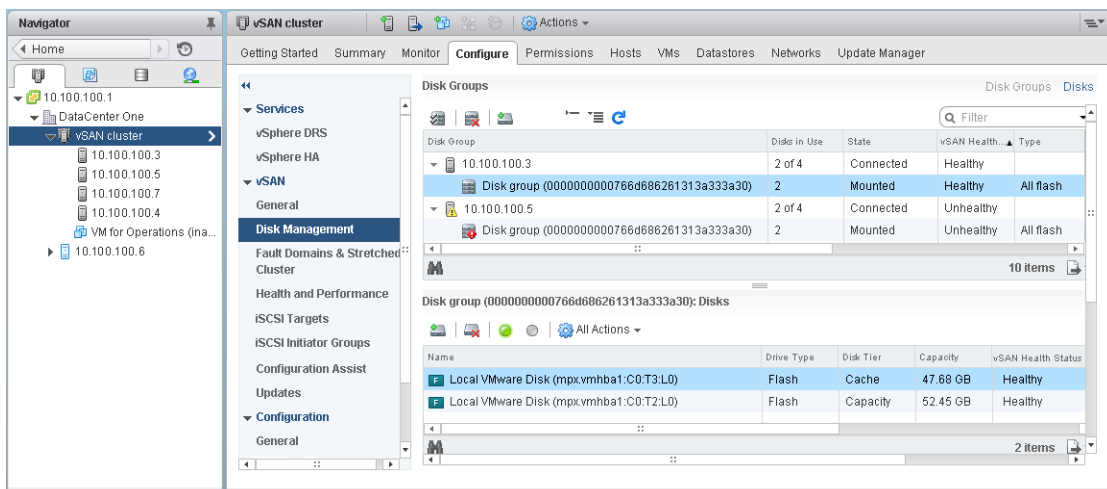 Navigator
Home
10.100.100.1
DataCenter One
vSAN cluster
10.100.100.3
10.100.100.5
10.100.100.7
10.100.100.4
VM for Operations (ina...
10.100.100.6
vSAN cluster Actions
Getting Started Summary Monitor Configure Permissions Hosts VMs Datastores Networks Update Manager
Services
vSphere DRS
vSphere HA
vSAN
General
Disk Management
Fault Domains & Stretched
Cluster
Health and Performance
iSCSI Targets
iSCSI Initiator Groups
Configuration Assist
Updates
Configuration
General
Disk Groups Disk Groups Disks
Filter
Disk Group Disks in Use State vSAN Health... Type
10.100.100.3 2 of 4 Connected Healthy
Disk group (0000000000766d686261313a333a30) 2 Mounted Healthy All flash
10.100.100.5 2 of 4 Connected Unhealthy
Disk group (0000000000766d686261313a333a30) 2 Mounted Unhealthy All flash
10 items
Disk group (0000000000766d686261313a333a30): Disks
All Actions
Name Drive Type Disk Tier Capacity vSAN Health Status
F Local VMware Disk (mpx.vmhba1:C0:T3:L0) Flash Cache 47.68 GB Healthy
F Local VMware Disk (mpx.vmhba1:C0:T2:L0) Flash Capacity 52.45 GB Healthy
2 items